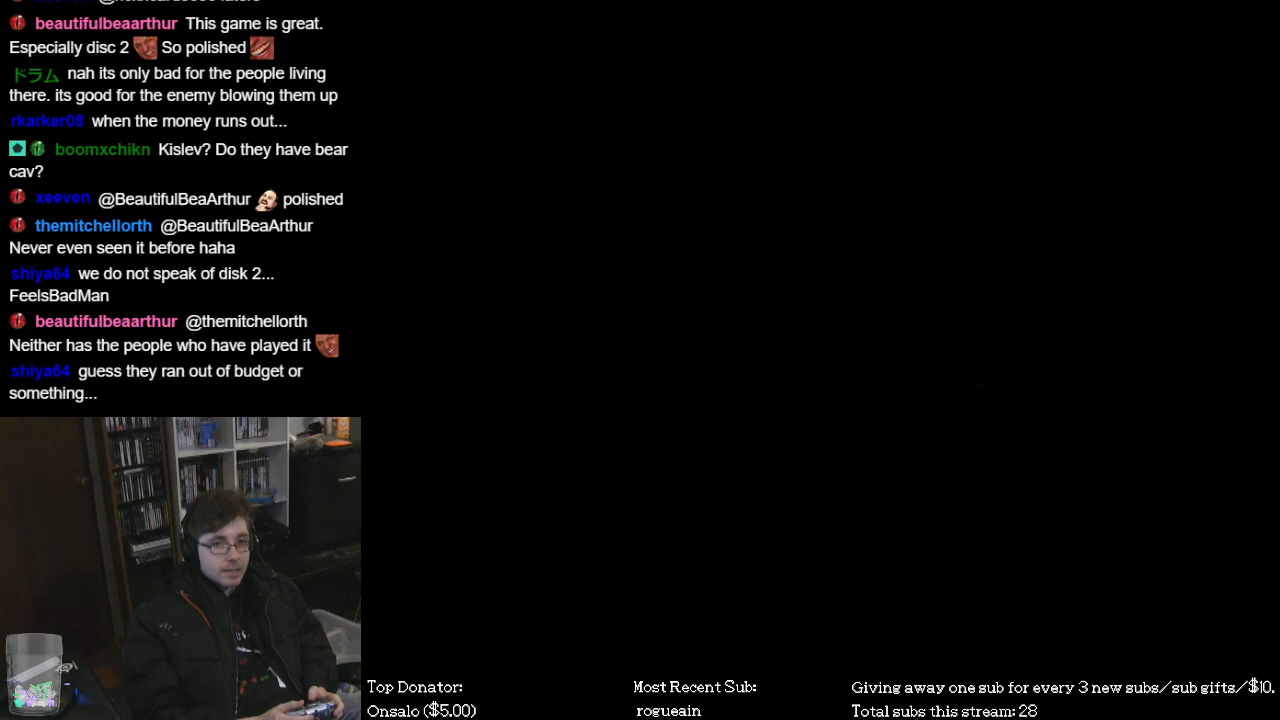 beautifulbeaarthur This game is great.
Especially disc 2 So polished
ドラム nah its only bad for the people living
there. its good for the enemy blowing them up
rkarker08 when the money runs out...
boomxchikn Kislev? Do they have bear
cav?
xeeven @BeautifulBeaArthur polished
themitchellorth @BeautifulBeaArthur
Never even seen it before haha
shiya64 we do not speak of disk 2...
FeelsBadMan
beautifulbeaarthur @themitchellorth
Neither has the people who have played it
shiya64 guess they ran out of budget or
something...
Top Donator:
Onsalo ($5.00)
Most Recent Sub:
rogueain
Giving away one sub for every 3 new subs/sub gifts/$10.
Total subs this stream: 28